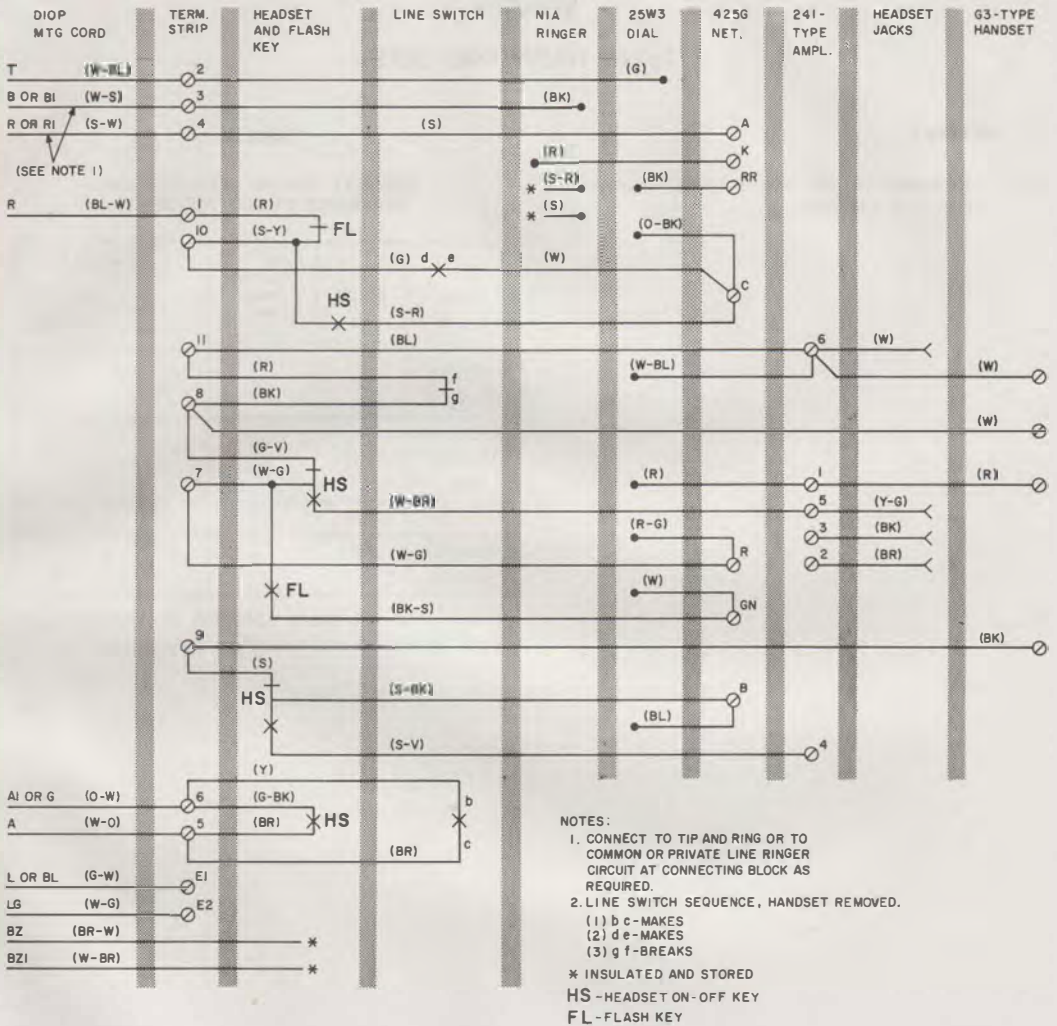 DIOP MTG CORD
TERM. STRIP
HEADSET AND FLASH KEY
LINE SWITCH
NIA RINGER
25W3 DIAL
425G NET.
241-TYPE AMPL.
HEADSET JACKS
G3-TYPE HANDSET
T (W-BL) 2 (G)
B OR BI (W-S) 3 (BK)
R OR RI (S-W) 4 (S) A
(SEE NOTE 1)
(R) K
* (S-R) (BK) RR
* (S)
R (BL-W) 1 (R) FL
10 (S-Y) (O-BK)
(G) d e (W) C
HS (S-R)
11 (BL) 6 (W)
(R) f (W-BL) (W)
8 (BK) g
(W)
(G-V)
7 (W-G) HS (R) 1 (R)
(W-BR) 5 (Y-G)
(R-G) 3 (BK)
(W-G) R 2 (BR)
FL (W)
(BK-S) GN
9 (BK)
(S)
HS (S-BK) B
(BL)
(S-V) 4
(Y)
AI OR G (O-W) 6 (G-BK) b
A (W-O) 5 (BR) HS
(BR) c
L OR BL (G-W) E1
LG (W-G) E2
BZ (BR-W) *
BZI (W-BR) *
NOTES:
1. CONNECT TO TIP AND RING OR TO
COMMON OR PRIVATE LINE RINGER
CIRCUIT AT CONNECTING BLOCK AS
REQUIRED.
2. LINE SWITCH SEQUENCE, HANDSET REMOVED.
(1) b c-MAKES
(2) d e-MAKES
(3) g f-BREAKS
* INSULATED AND STORED
HS -HEADSET ON-OFF KEY
FL -FLASH KEY